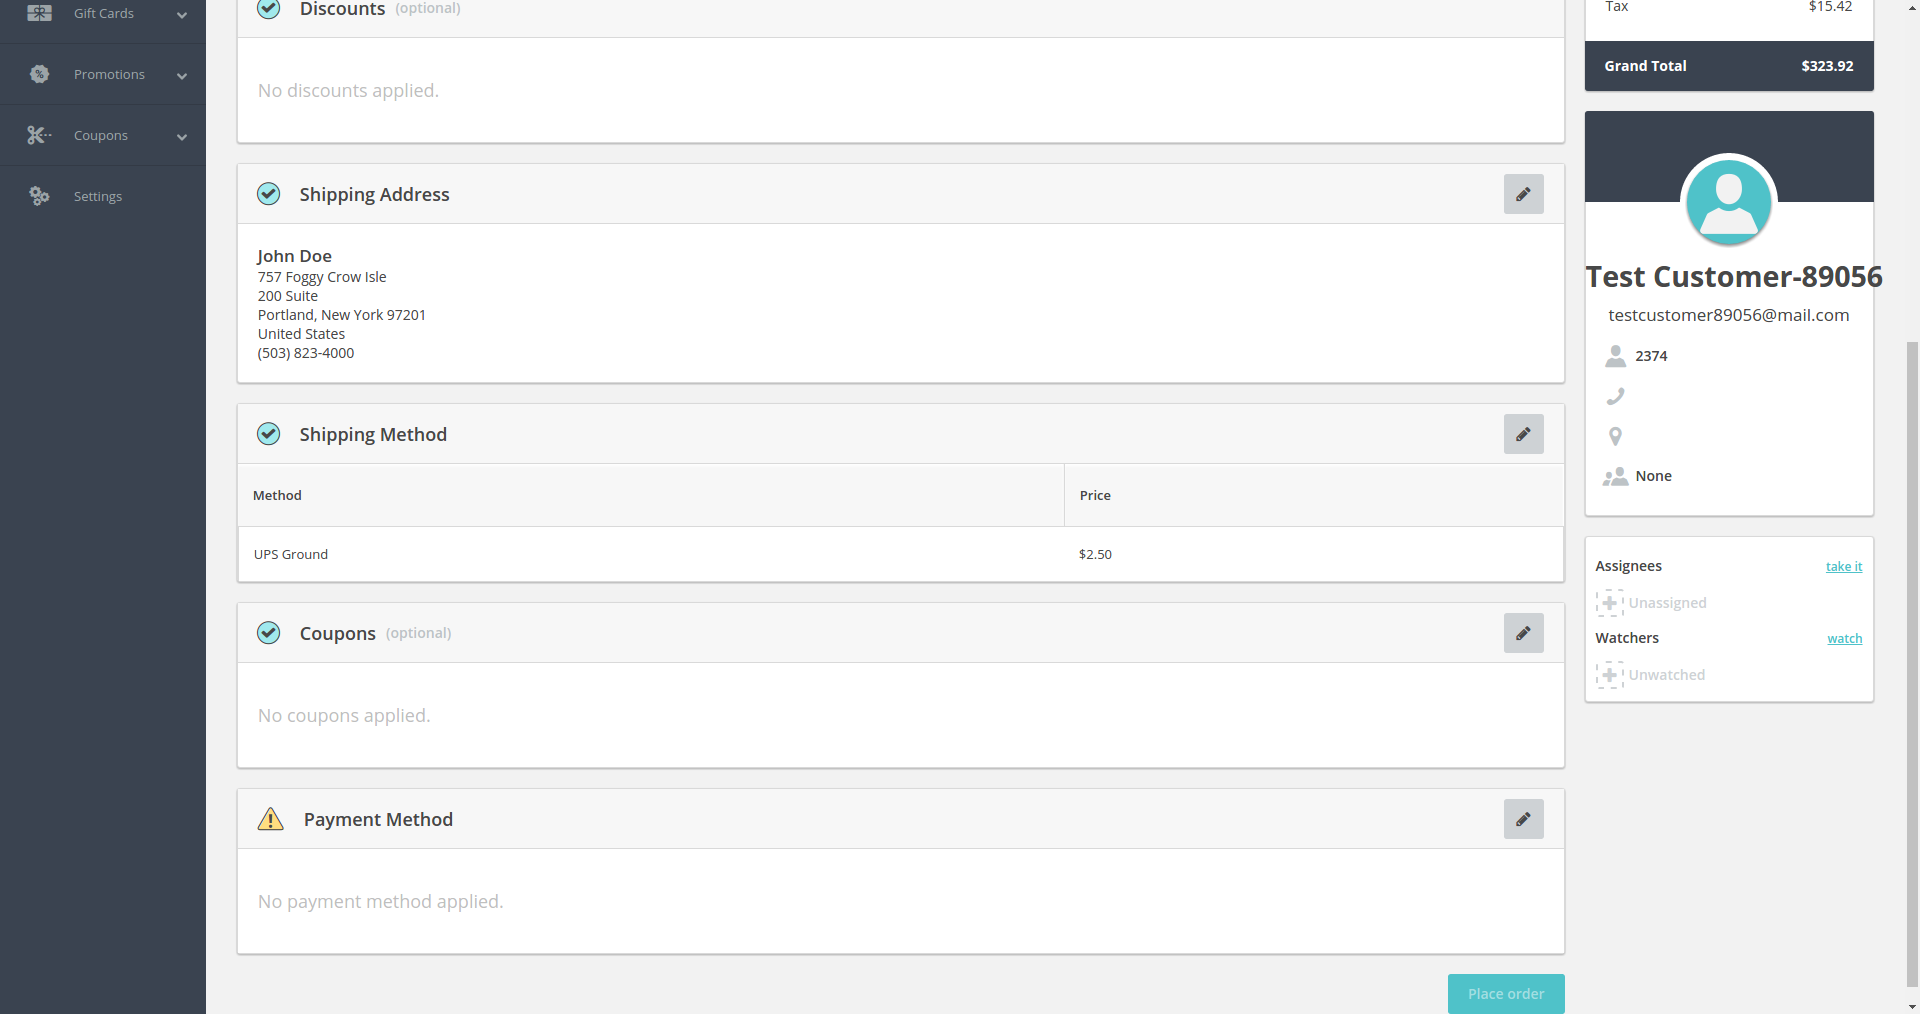 Gift Cards
Promotions
Coupons
Settings
Discounts (optional)
No discounts applied.
Shipping Address
John Doe
757 Foggy Crow Isle
200 Suite
Portland, New York 97201
United States
(503) 823-4000
Shipping Method
Method Price
UPS Ground $2.50
Coupons (optional)
No coupons applied.
Payment Method
No payment method applied.
Place order
Tax $15.42
Grand Total $323.92
Test Customer-89056
testcustomer89056@mail.com
2374
None
Assignees take it
Unassigned
Watchers watch
Unwatched